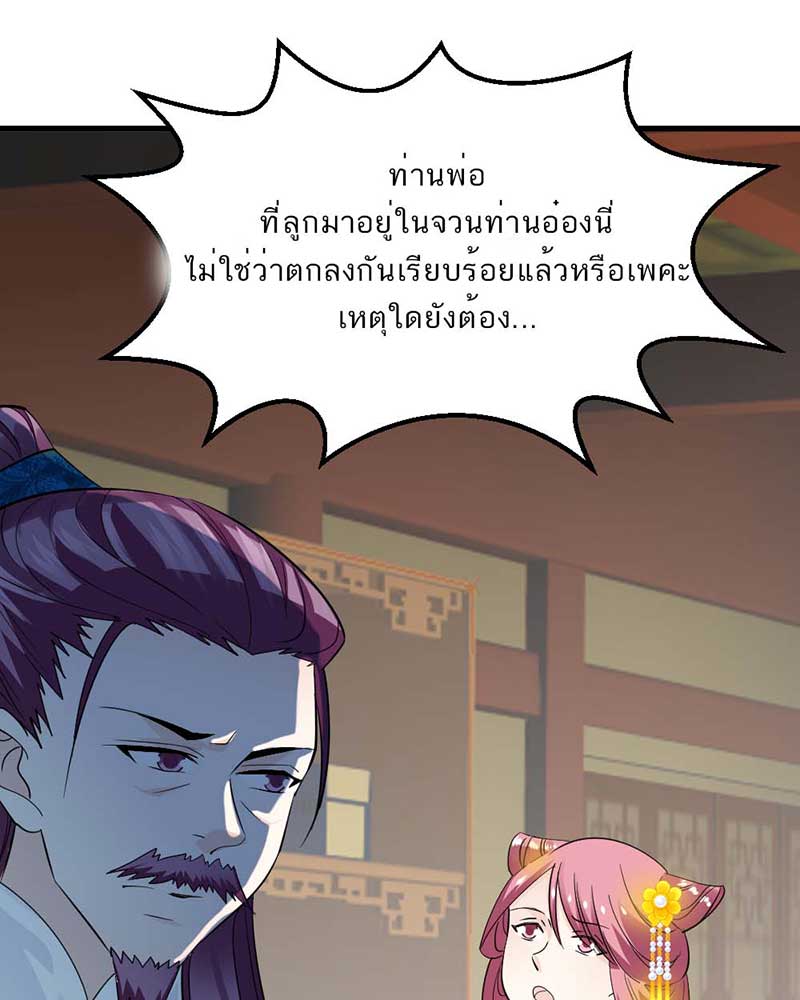 ท่านพ่อ
ที่ลูกมาอยู่ในจวนท่านอ๋องนี่
ไม่ใช่ว่าตกลงกันเรียบร้อยแล้วหรือเพคะ
เหตุใดยังต้อง...